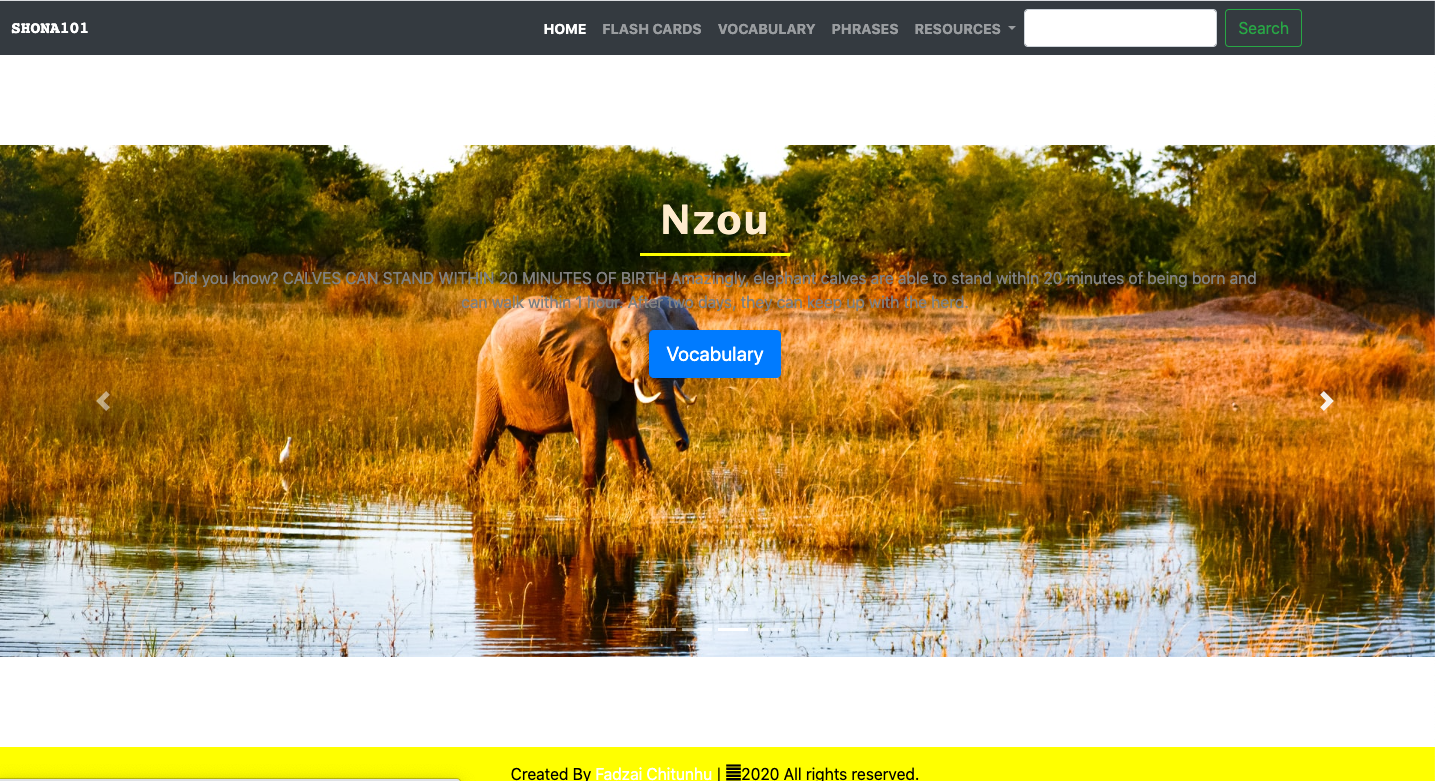 SHONA101
HOME FLASH CARDS VOCABULARY PHRASES RESOURCES Search
Nzou
Did you know? CALVES CAN STAND WITHIN 20 MINUTES OF BIRTH Amazingly, elephant calves are able to stand within 20 minutes of being born and
can walk within 1 hour. After two days, they can keep up with the herd.
Vocabulary
Created By Fadzai Chitunhu | 2020 All rights reserved.